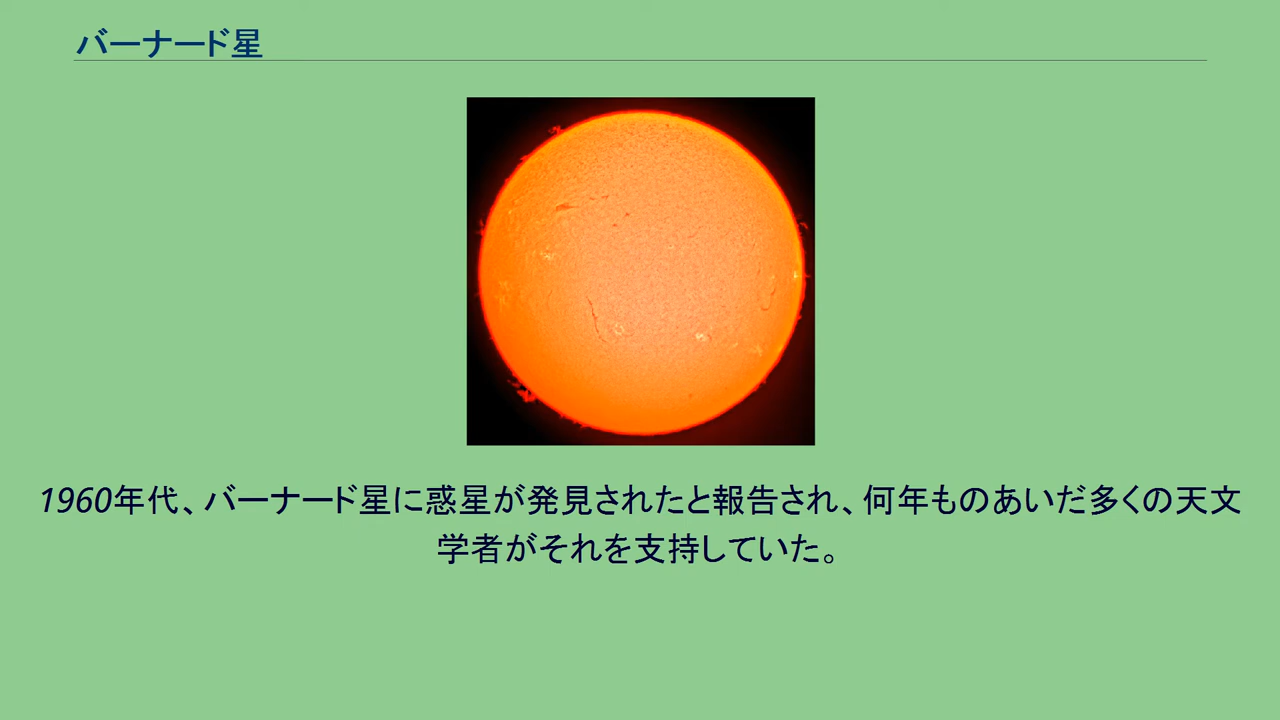 バーナード星
1960年代、バーナード星に惑星が発見されたと報告され、何年ものあいだ多くの天文
学者がそれを支持していた。